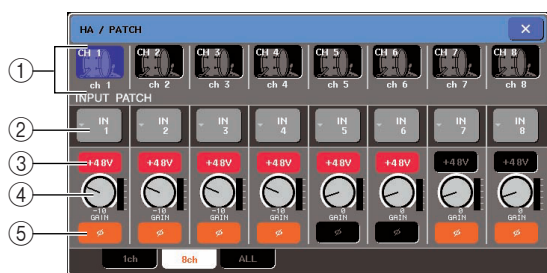 HA / PATCH ×
CH 1 CH 2 CH 3 CH 4 CH 5 CH 6 CH 7 CH 8
① ch 1 ch 2 ch 3 ch 4 ch 5 ch 6 ch 7 ch 8
INPUT PATCH
② IN 1 IN 2 IN 3 IN 4 IN 5 IN 6 IN 7 IN 8
③ +48V +48V +48V +48V +48V +48V +48V +48V
④ -10 -10 -10 -10 0 0 0 0
GAIN GAIN GAIN GAIN GAIN GAIN GAIN GAIN
⑤ ø ø ø ø ø ø ø ø
1ch 8ch ALL